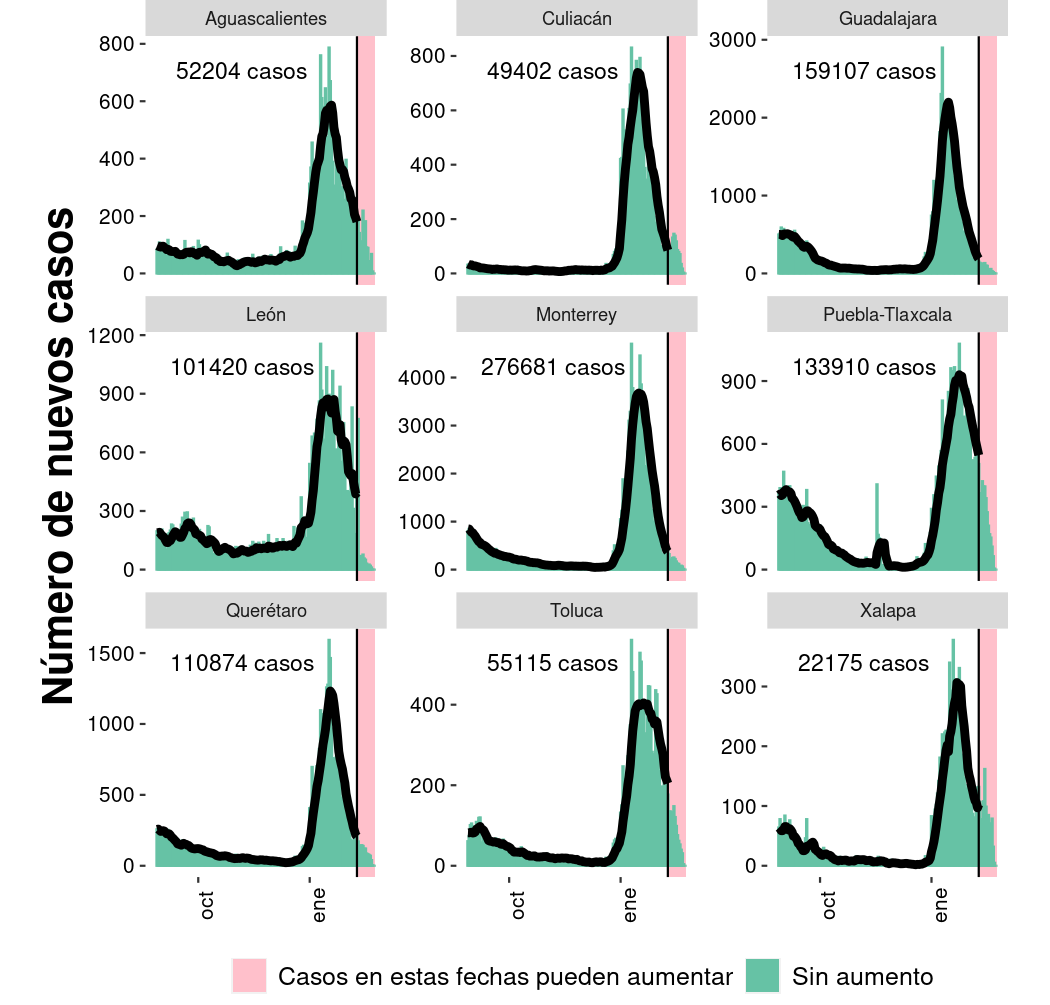 Número de nuevos casos
Aguascalientes
Culiacán
Guadalajara
800
600
400
200
0
52204 casos
800
600
400
200
0
49402 casos
3000
2000
1000
0
159107 casos
León
Monterrey
Puebla-Tlaxcala
1200
900
600
300
0
101420 casos
4000
3000
2000
1000
0
276681 casos
900
600
300
0
133910 casos
Querétaro
Toluca
Xalapa
1500
1000
500
0
110874 casos
400
200
0
55115 casos
300
200
100
0
22175 casos
oct
ene
oct
ene
oct
ene
Casos en estas fechas pueden aumentar
Sin aumento